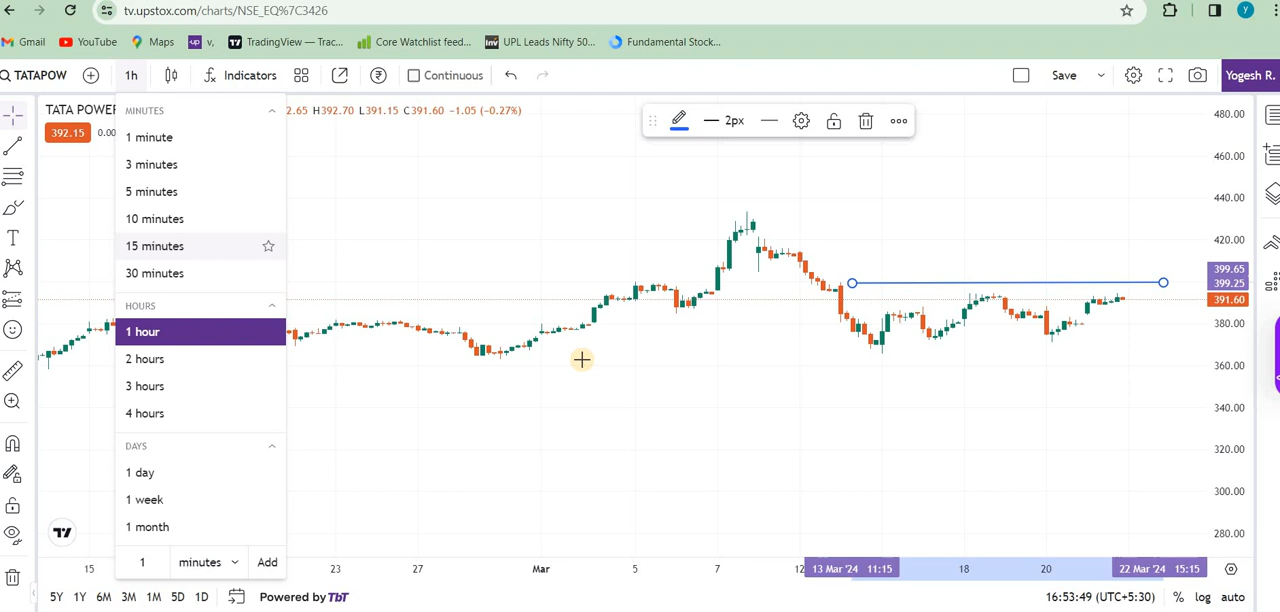 tv.upstox.com/charts/NSE_EQ%7C3426
Gmail YouTube Maps v, TradingView — Trac... Core Watchlist feed... UPL Leads Nifty 50... Fundamental Stock...
TATAPOW 1h Indicators Continuous Save Yogesh R.
TATA POWER 2.65 H392.70 L391.15 C391.60 −1.05 (−0.27%)
392.15 0.00
2px
MINUTES
1 minute
3 minutes
5 minutes
10 minutes
15 minutes
30 minutes
HOURS
1 hour
2 hours
3 hours
4 hours
DAYS
1 day
1 week
1 month
1 minutes Add
480.00
460.00
440.00
420.00
399.65
399.25
391.60
380.00
360.00
340.00
320.00
300.00
280.00
15 23 27 Mar 5 7 12 13 Mar '24 11:15 18 20 22 Mar '24 15:15
5Y 1Y 6M 3M 1M 5D 1D Powered by TbT 16:53:49 (UTC+5:30) % log auto